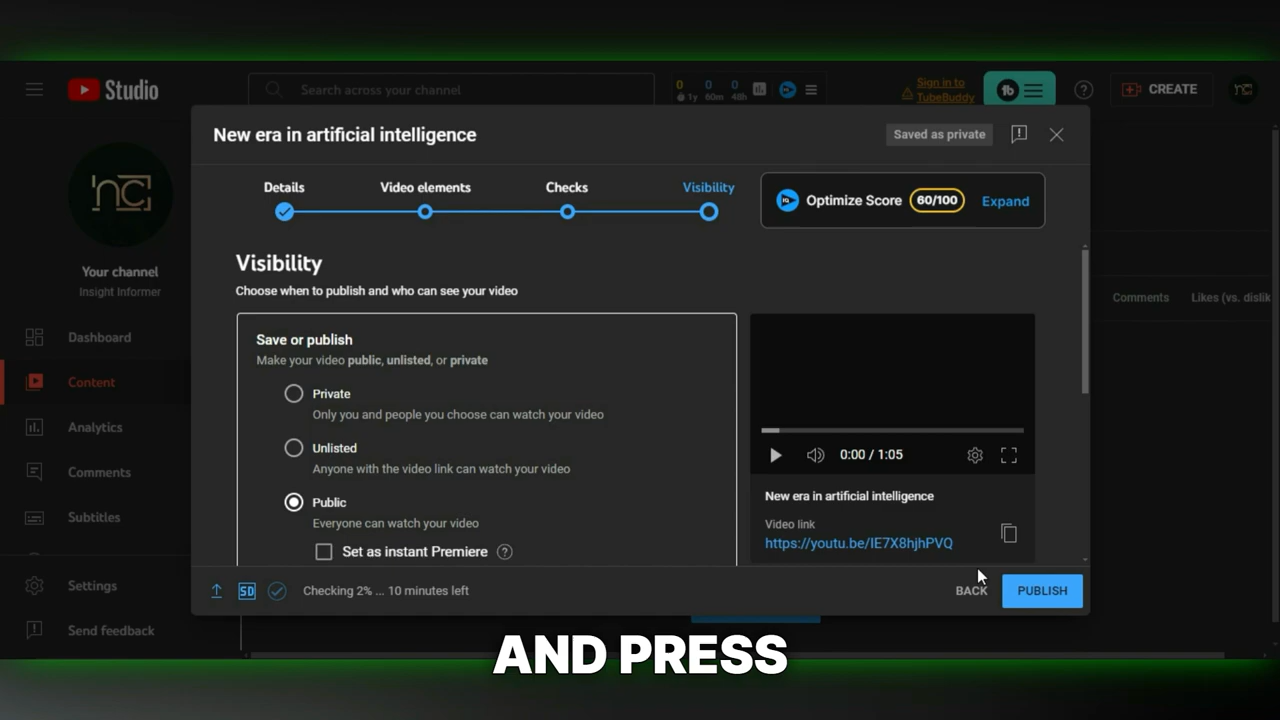 Studio
Search across your channel
0 0 0
1y 60m 48h
Sign in to
TubeBuddy
CREATE
New era in artificial intelligence
Saved as private
Details
Video elements
Checks
Visibility
Optimize Score 60/100 Expand
Your channel
Insight Informer
Dashboard
Content
Analytics
Comments
Subtitles
Settings
Send feedback
Visibility
Choose when to publish and who can see your video
Save or publish
Make your video public, unlisted, or private
Private
Only you and people you choose can watch your video
Unlisted
Anyone with the video link can watch your video
Public
Everyone can watch your video
Set as instant Premiere
0:00 / 1:05
New era in artificial intelligence
Video link
https://youtu.be/IE7X8hjhPVQ
Comments
Likes (vs. dislik
SD
Checking 2% ... 10 minutes left
BACK
PUBLISH
AND PRESS